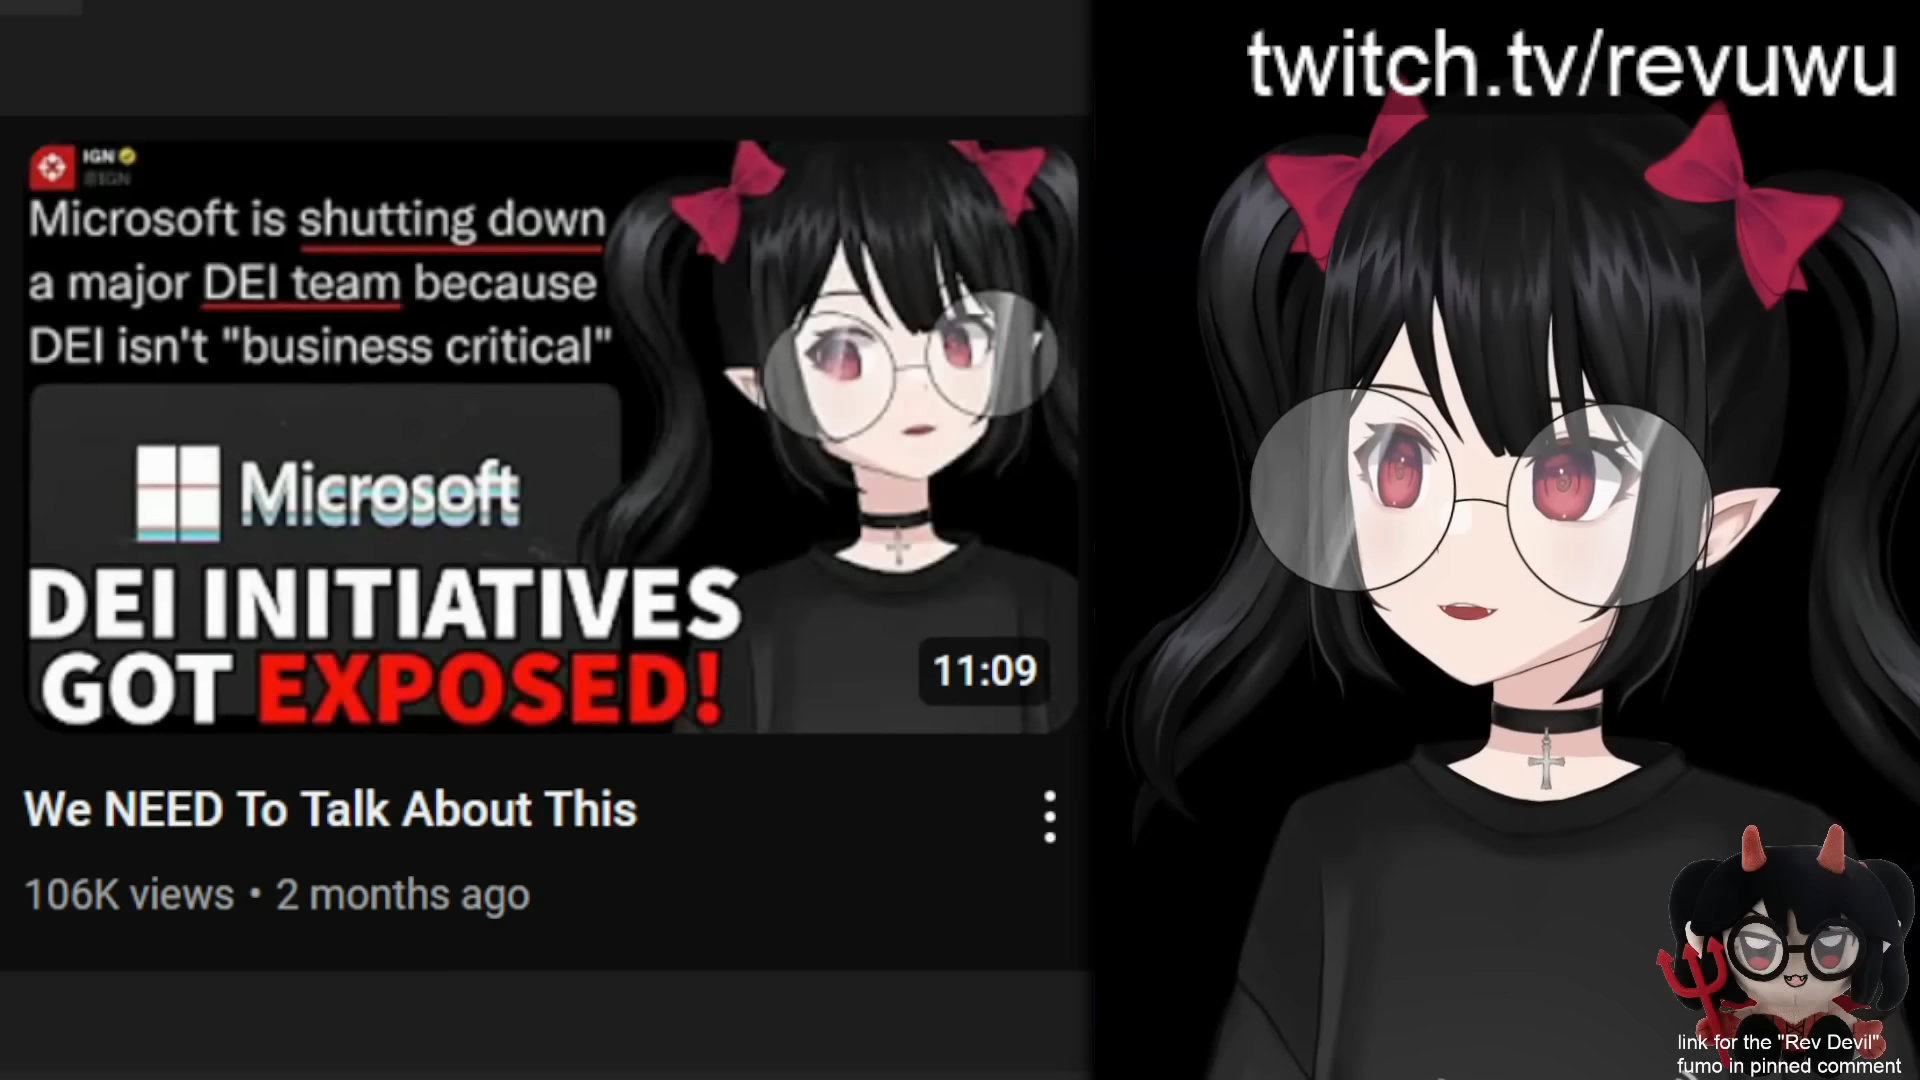 twitch.tv/revuwu
IGN
@IGN
Microsoft is shutting down
a major DEI team because
DEI isn't "business critical"
Microsoft
DEI INITIATIVES
GOT EXPOSED!
11:09
We NEED To Talk About This
106K views • 2 months ago
link for the "Rev Devil"
fumo in pinned comment